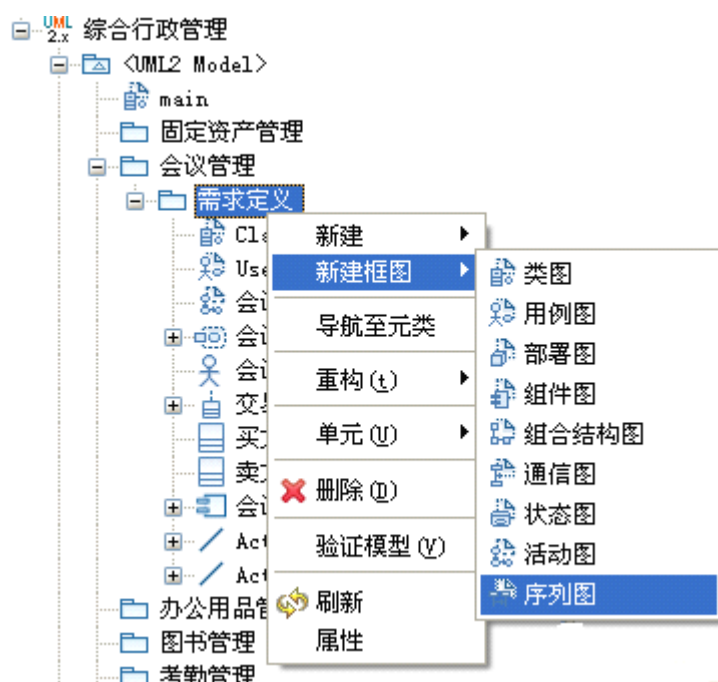 UML 2.x 综合行政管理
<UML2 Model>
main
固定资产管理
会议管理
需求定义
Cla
新建
Use
新建框图
类图
会
用例图
会
导航至元类
部署图
会
重构(t)
组件图
交
单元(U)
组合结构图
买
通信图
卖
删除(D)
状态图
会
Act
验证模型(V)
活动图
Act
刷新
序列图
办公用品管
图书管理
属性
考勤管理